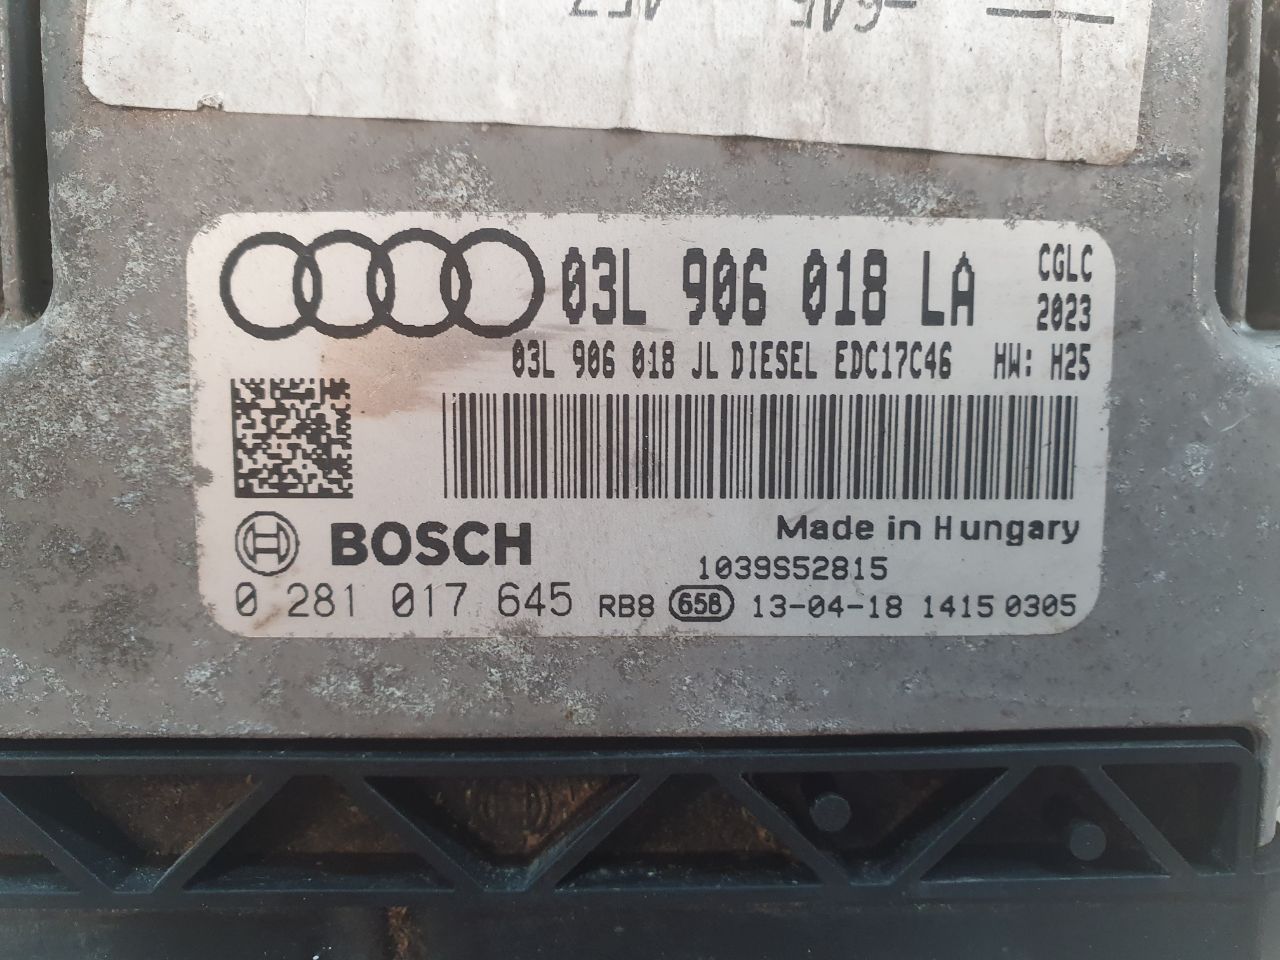 03L 906 018 LA
CGLC
2023
03L 906 018 JL DIESEL EDC17C46 HW: H25
BOSCH
Made in Hungary
1039S52815
0 281 017 645 RB8 65B 13-04-18 1415 0305